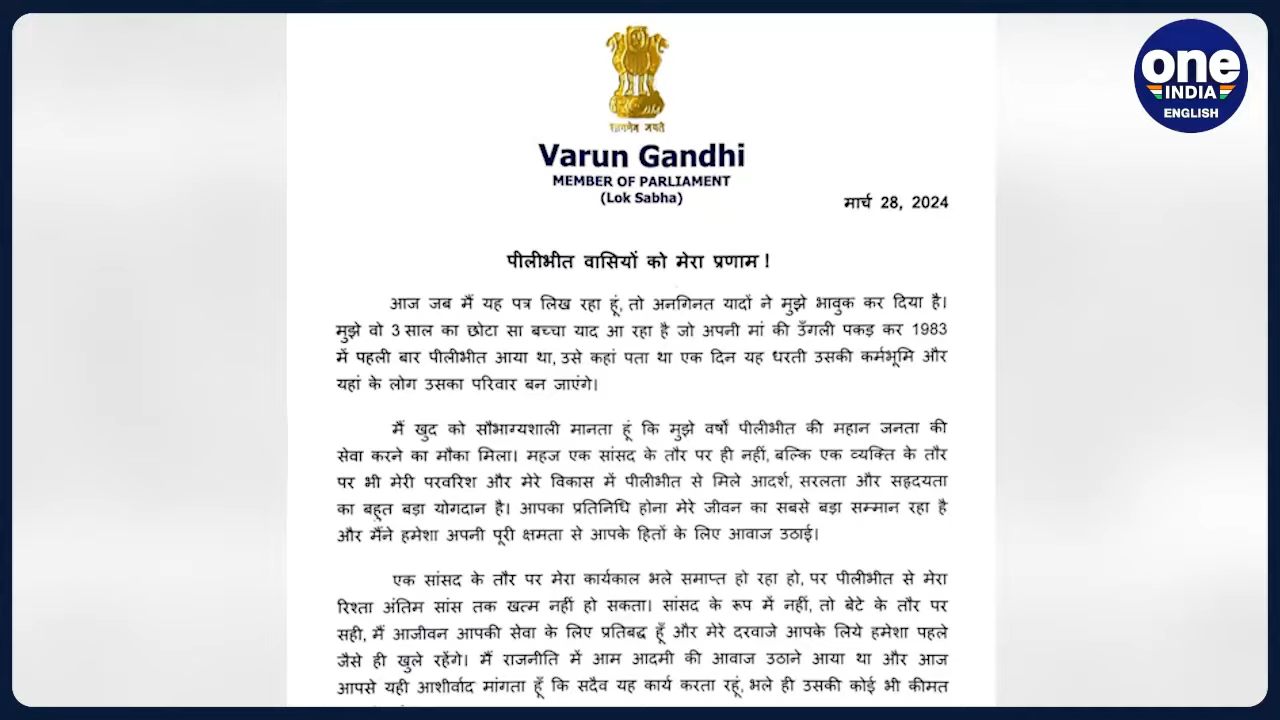 one
INDIA
ENGLISH
Varun Gandhi
MEMBER OF PARLIAMENT
(Lok Sabha)
मार्च 28, 2024
पीलीभीत वासियों को मेरा प्रणाम !
आज जब मैं यह पत्र लिख रहा हूं, तो अनगिनत यादों ने मुझे भावुक कर दिया है।
मुझे वो 3 साल का छोटा सा बच्चा याद आ रहा है जो अपनी मां की उँगली पकड़ कर 1983
में पहली बार पीलीभीत आया था, उसे कहां पता था एक दिन यह धरती उसकी कर्मभूमि और
यहां के लोग उसका परिवार बन जाएंगे।
मैं खुद को सौभाग्यशाली मानता हूं कि मुझे वर्षों पीलीभीत की महान जनता की
सेवा करने का मौका मिला। महज एक सांसद के तौर पर ही नहीं, बल्कि एक व्यक्ति के तौर
पर भी मेरी परवरिश और मेरे विकास में पीलीभीत से मिले आदर्श, सरलता और सहृदयता
का बहुत बड़ा योगदान है। आपका प्रतिनिधि होना मेरे जीवन का सबसे बड़ा सम्मान रहा है
और मैंने हमेशा अपनी पूरी क्षमता से आपके हितों के लिए आवाज उठाई।
एक सांसद के तौर पर मेरा कार्यकाल भले समाप्त हो रहा हो, पर पीलीभीत से मेरा
रिश्ता अंतिम सांस तक खत्म नहीं हो सकता। सांसद के रूप में नहीं, तो बेटे के तौर पर
सही, मैं आजीवन आपकी सेवा के लिए प्रतिबद्ध हूँ और मेरे दरवाजे आपके लिये हमेशा पहले
जैसे ही खुले रहेंगे। मैं राजनीति में आम आदमी की आवाज उठाने आया था और आज
आपसे यही आशीर्वाद मांगता हूँ कि सदैव यह कार्य करता रहूं, भले ही उसकी कोई भी कीमत